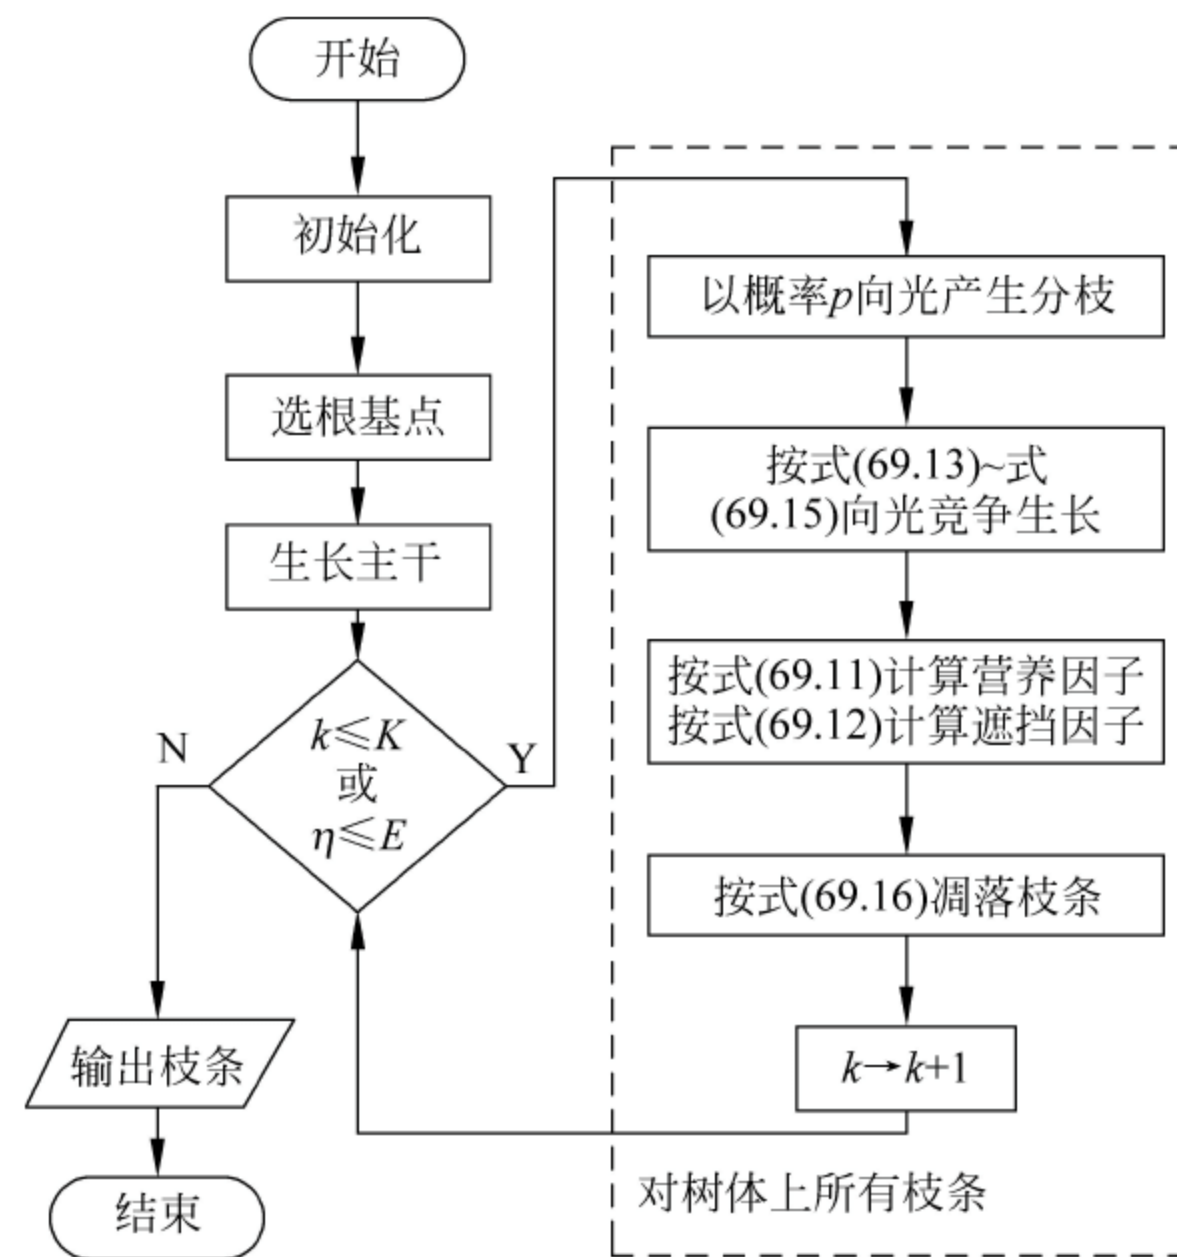 开始
初始化
选根基点
生长主干
k≤K
或
η≤E
N
Y
以概率p向光产生分枝
按式(69.13)~式
(69.15)向光竞争生长
按式(69.11)计算营养因子
按式(69.12)计算遮挡因子
按式(69.16)凋落枝条
k→k+1
对树体上所有枝条
输出枝条
结束